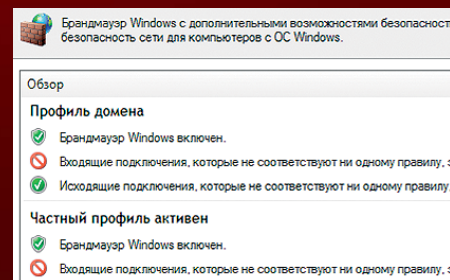 Брандмауэр Windows с дополнительными возможностями
безопасность сети для компьютеров с ОС Windows.
Обзор
Профиль домена
Брандмауэр Windows включен.
Входящие подключения, которые не соответствуют ни одному правилу,
Исходящие подключения, которые не соответствуют ни одному правилу,
Частный профиль активен
Брандмауэр Windows включен.
Входящие подключения, которые не соответствуют ни одному правилу,